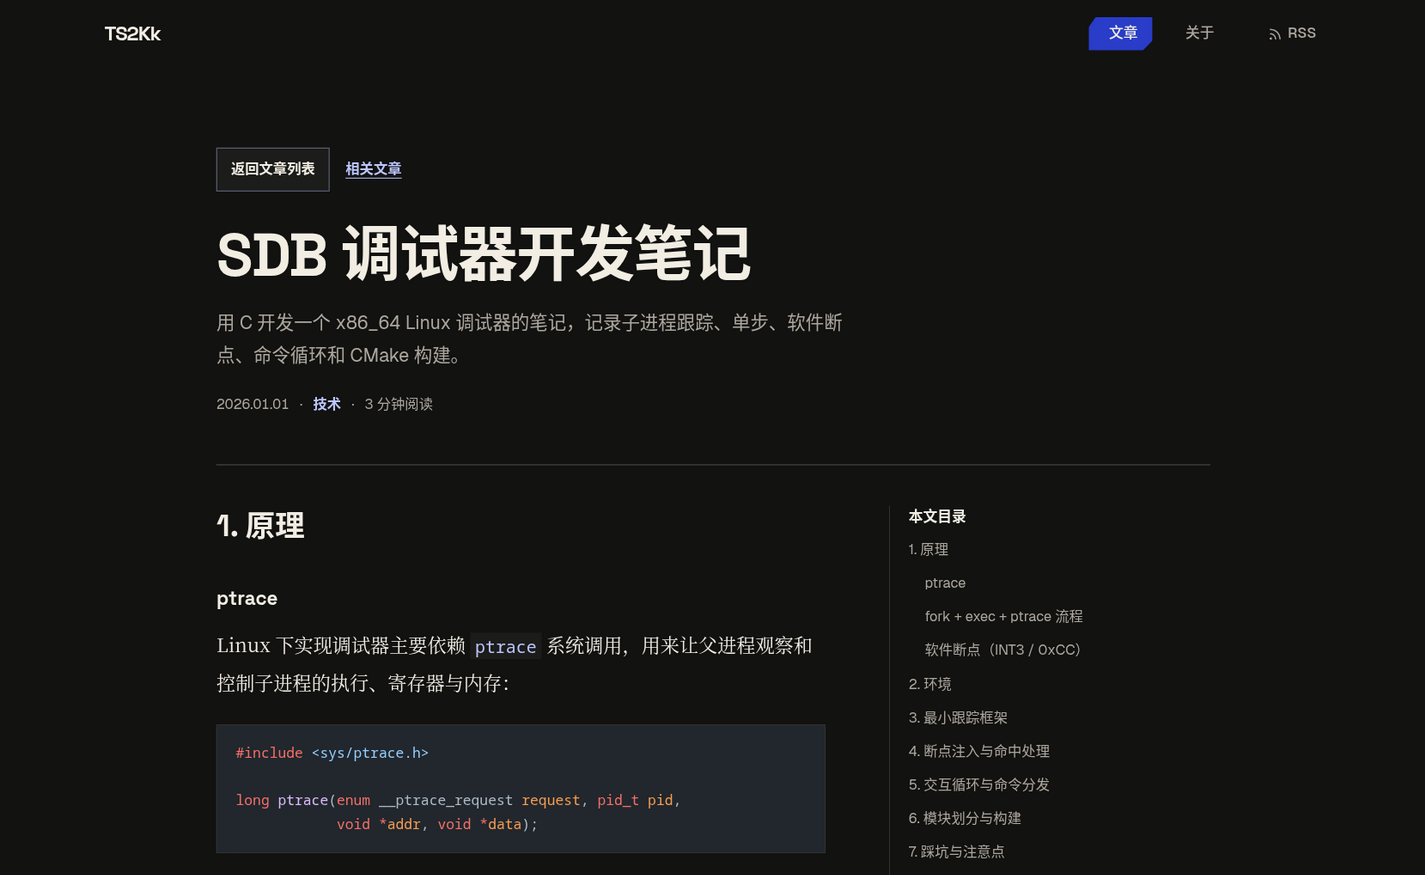 TS2Kk
文章
关于
RSS
返回文章列表
相关文章
SDB 调试器开发笔记
用 C 开发一个 x86_64 Linux 调试器的笔记，记录子进程跟踪、单步、软件断
点、命令循环和 CMake 构建。
2026.01.01 · 技术 · 3 分钟阅读
1. 原理
ptrace
Linux 下实现调试器主要依赖 ptrace 系统调用，用来让父进程观察和
控制子进程的执行、寄存器与内存：
#include <sys/ptrace.h>
long ptrace(enum __ptrace_request request, pid_t pid,
            void *addr, void *data);
本文目录
1. 原理
ptrace
fork + exec + ptrace 流程
软件断点（INT3 / 0xCC）
2. 环境
3. 最小跟踪框架
4. 断点注入与命中处理
5. 交互循环与命令分发
6. 模块划分与构建
7. 踩坑与注意点